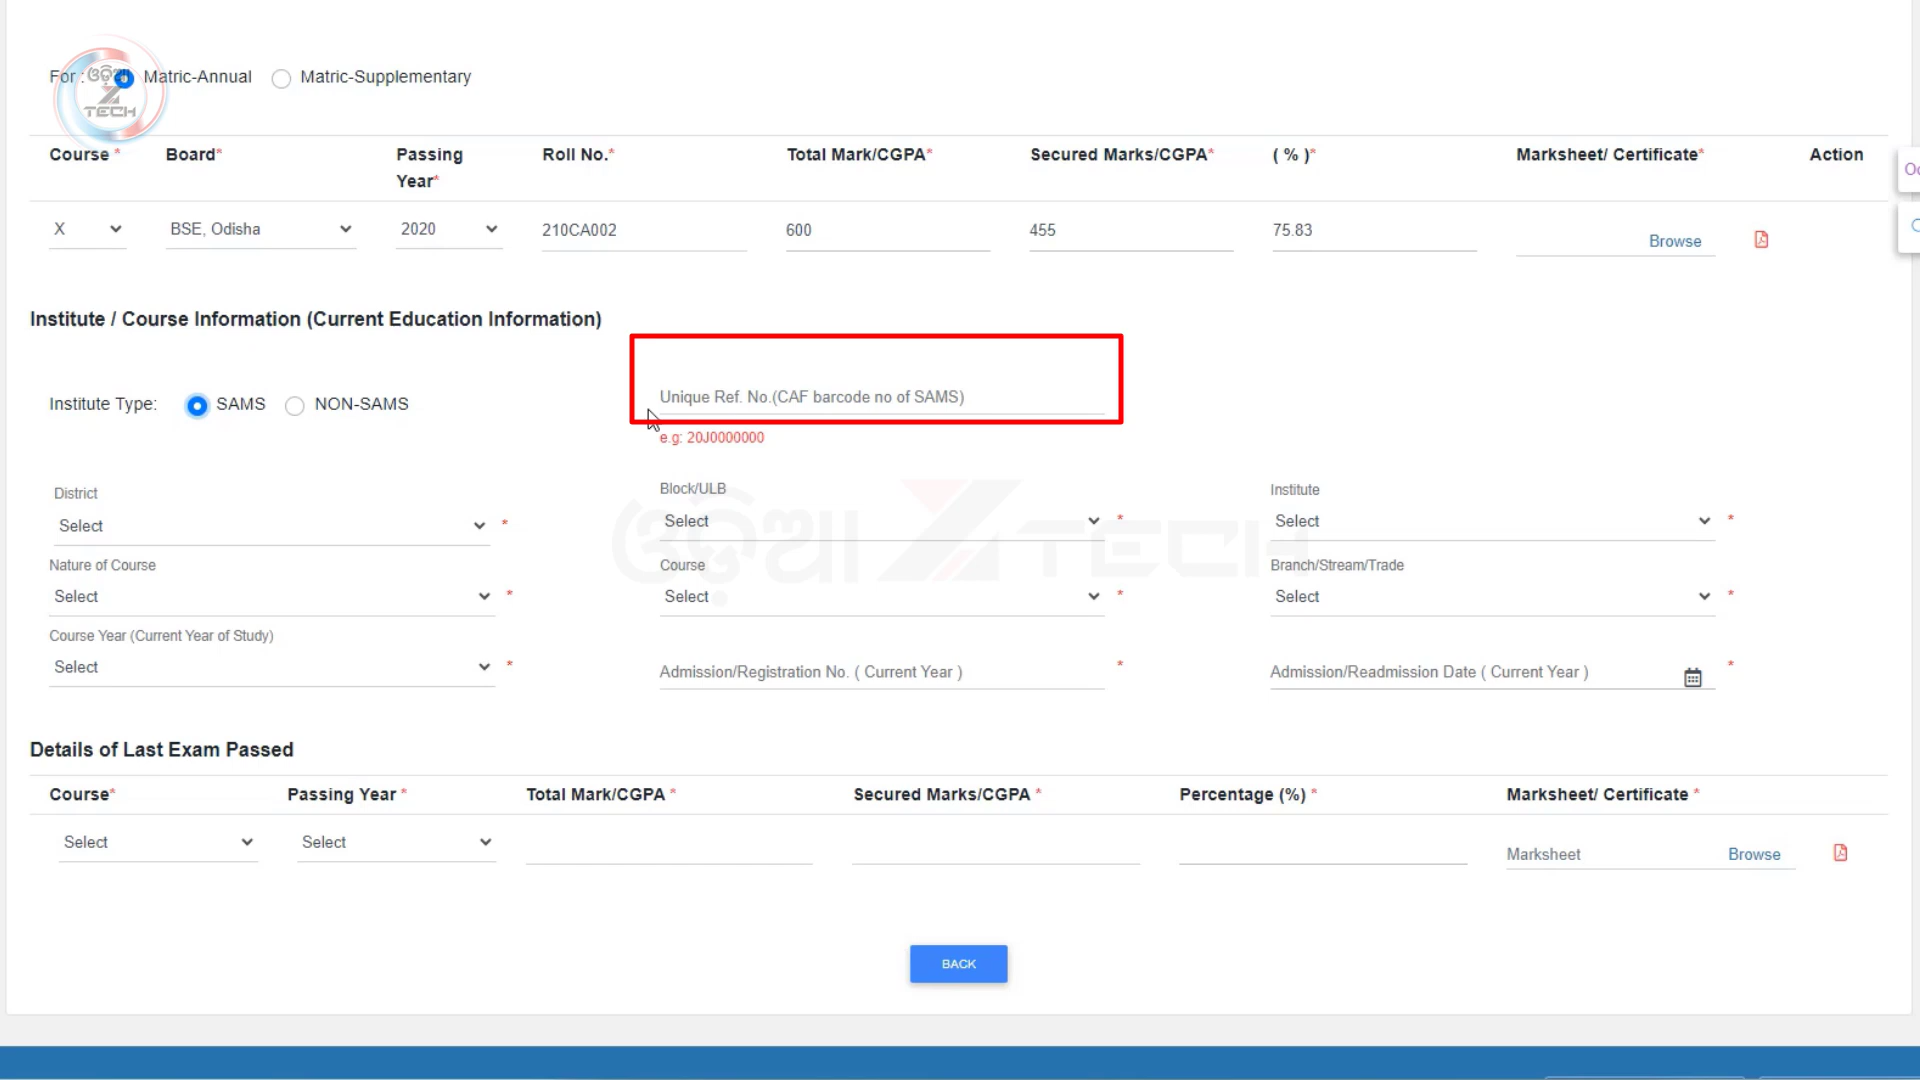 For : Matric-Annual Matric-Supplementary
ଓଡ଼ିଆ
Z
TECH
Course * Board* Passing Year* Roll No.* Total Mark/CGPA* Secured Marks/CGPA* ( % )* Marksheet/ Certificate* Action
X BSE, Odisha 2020 210CA002 600 455 75.83 Browse
Institute / Course Information (Current Education Information)
Institute Type: SAMS NON-SAMS Unique Ref. No.(CAF barcode no of SAMS)
e.g: 20J0000000
District Block/ULB Institute
Select * Select * Select *
ଓଡ଼ିଆ Z TECH
Nature of Course Course Branch/Stream/Trade
Select * Select * Select *
Course Year (Current Year of Study)
Select * Admission/Registration No. ( Current Year ) * Admission/Readmission Date ( Current Year ) *
Details of Last Exam Passed
Course* Passing Year * Total Mark/CGPA * Secured Marks/CGPA * Percentage (%) * Marksheet/ Certificate *
Select Select Marksheet Browse
BACK